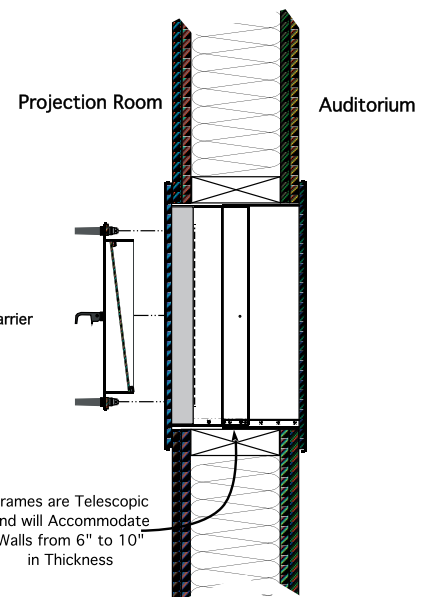 Projection Room
Auditorium
arrier
rames are Telescopic
nd will Accommodate
Walls from 6" to 10"
in Thickness